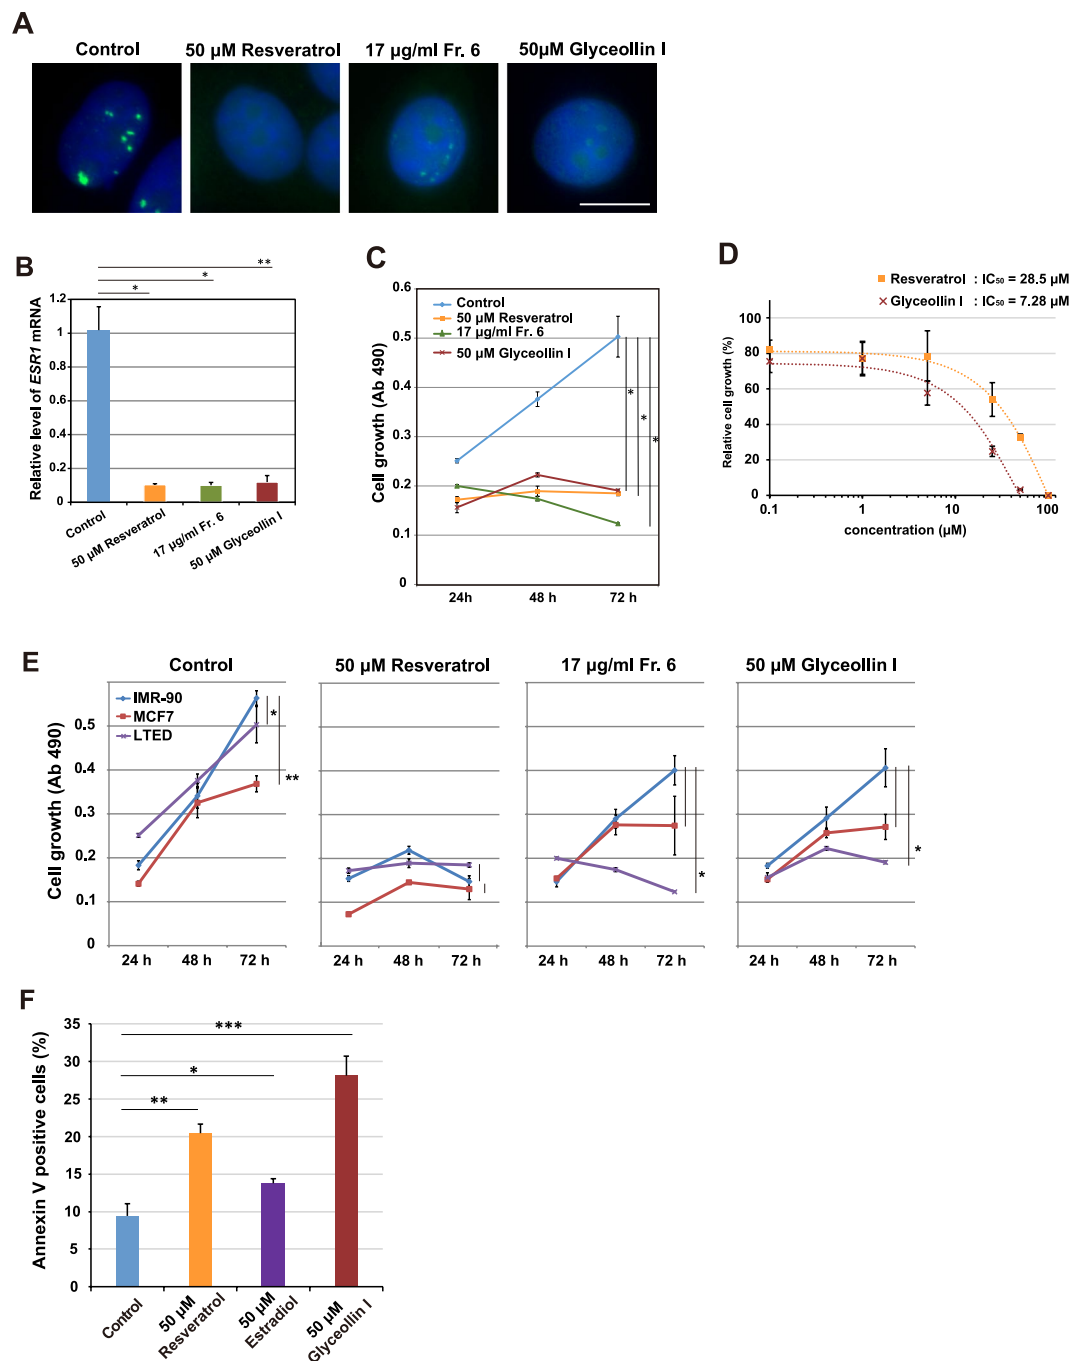 A
Control
50 μM Resveratrol
17 μg/ml Fr. 6
50μM Glyceollin I
B
Relative level of ESR1 mRNA
**
*
*
1.2
1
0.8
0.6
0.4
0.2
0
Control
50 μM Resveratrol
17 μg/ml Fr. 6
50 μM Glyceollin I
C
Cell growth (Ab 490)
0.6
0.5
0.4
0.3
0.2
0.1
0
Control
50 μM Resveratrol
17 μg/ml Fr. 6
50 μM Glyceollin I
*
*
*
24h
48 h
72 h
D
Resveratrol : IC50 = 28.5 μM
Glyceollin I : IC50 = 7.28 μM
Relative cell growth (%)
100
80
60
40
20
0
0.1
1
10
100
concentration (μM)
E
Control
50 μM Resveratrol
17 μg/ml Fr. 6
50 μM Glyceollin I
Cell growth (Ab 490)
IMR-90
MCF7
LTED
0.5
0.4
0.3
0.2
0.1
0
*
**
*
*
24 h
48 h
72 h
24 h
48 h
72 h
24 h
48 h
72 h
24 h
48 h
72 h
F
Annexin V positive cells (%)
35
30
25
20
15
10
5
0
***
*
**
Control
50 μM
Resveratrol
50 μM
Estradiol
50 μM
Glyceollin I